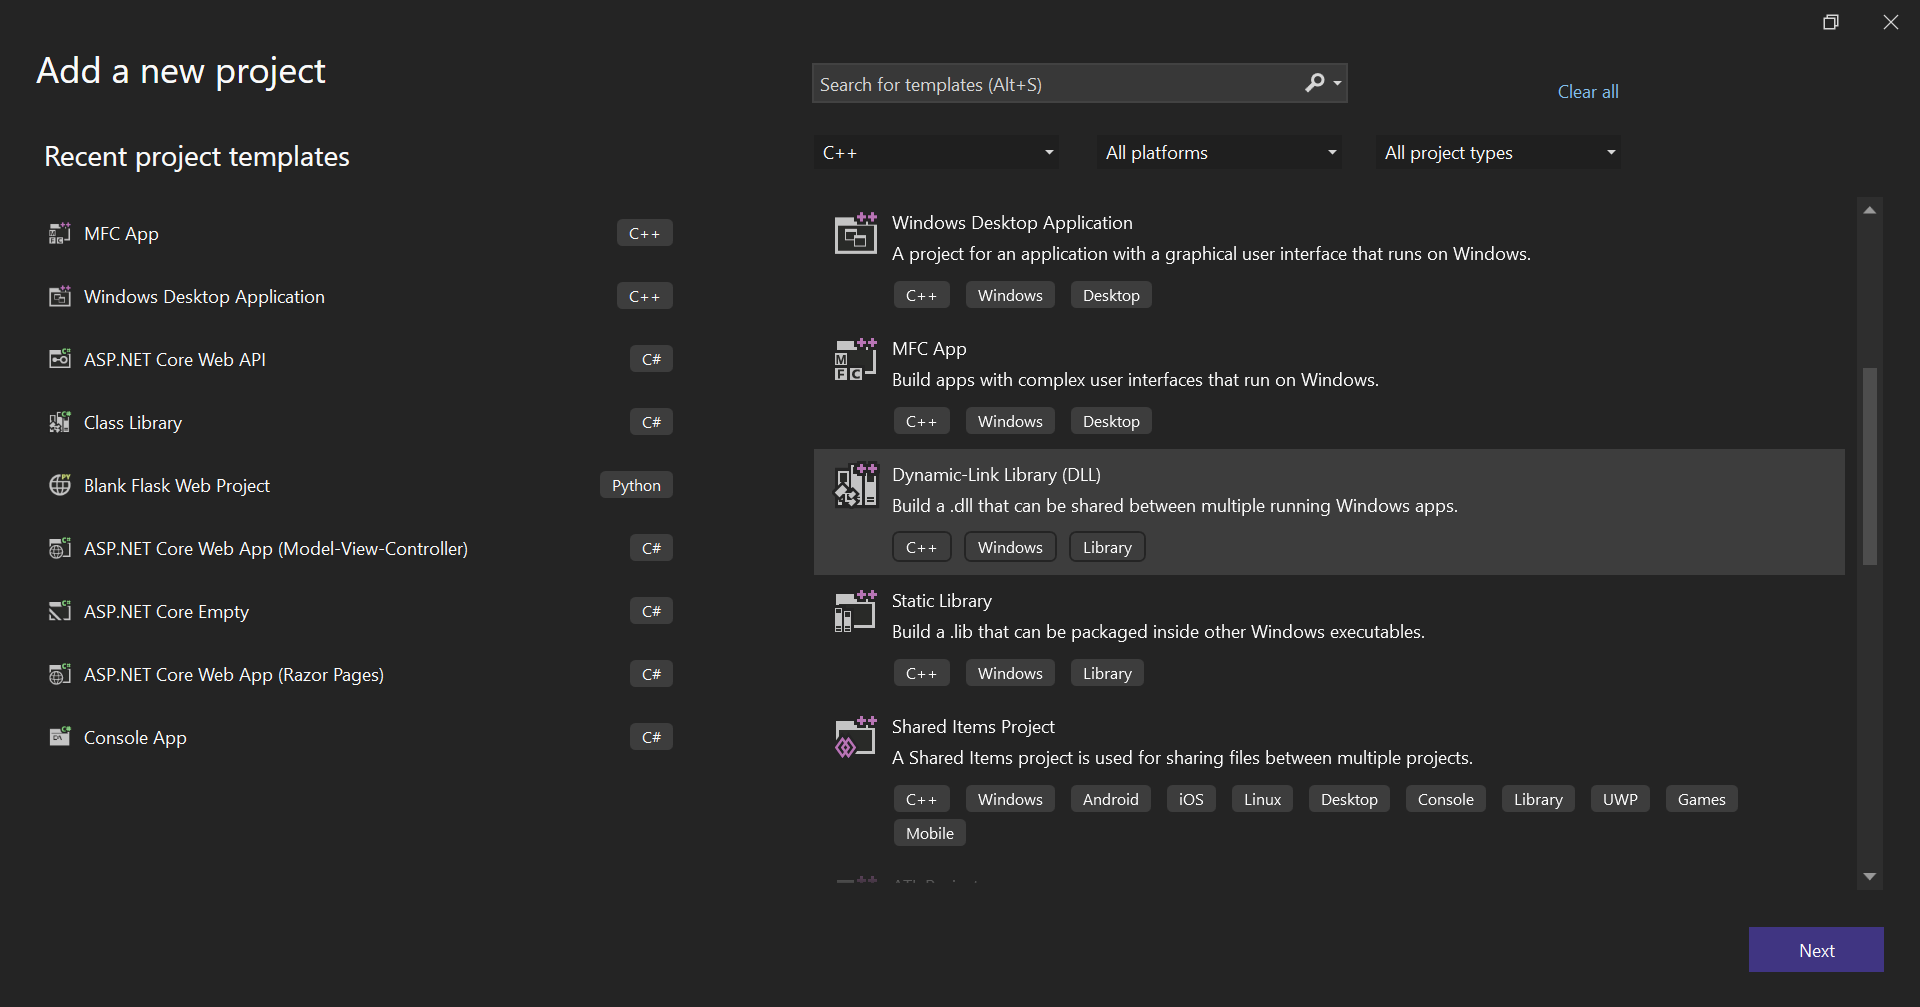 Add a new project
Search for templates (Alt+S)
Clear all
Recent project templates
C++
All platforms
All project types
MFC App
C++
Windows Desktop Application
C++
ASP.NET Core Web API
C#
Class Library
C#
Blank Flask Web Project
Python
ASP.NET Core Web App (Model-View-Controller)
C#
ASP.NET Core Empty
C#
ASP.NET Core Web App (Razor Pages)
C#
Console App
C#
Windows Desktop Application
A project for an application with a graphical user interface that runs on Windows.
C++ Windows Desktop
MFC App
Build apps with complex user interfaces that run on Windows.
C++ Windows Desktop
Dynamic-Link Library (DLL)
Build a .dll that can be shared between multiple running Windows apps.
C++ Windows Library
Static Library
Build a .lib that can be packaged inside other Windows executables.
C++ Windows Library
Shared Items Project
A Shared Items project is used for sharing files between multiple projects.
C++ Windows Android iOS Linux Desktop Console Library UWP Games
Mobile
Next